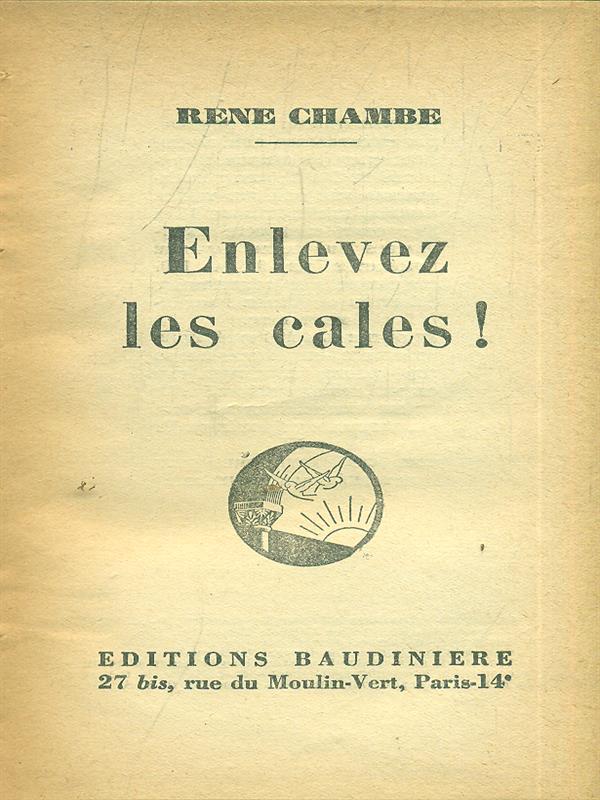 RENE CHAMBE
Enlevez
les cales !
EDITIONS BAUDINIERE
27 bis, rue du Moulin-Vert, Paris-14e